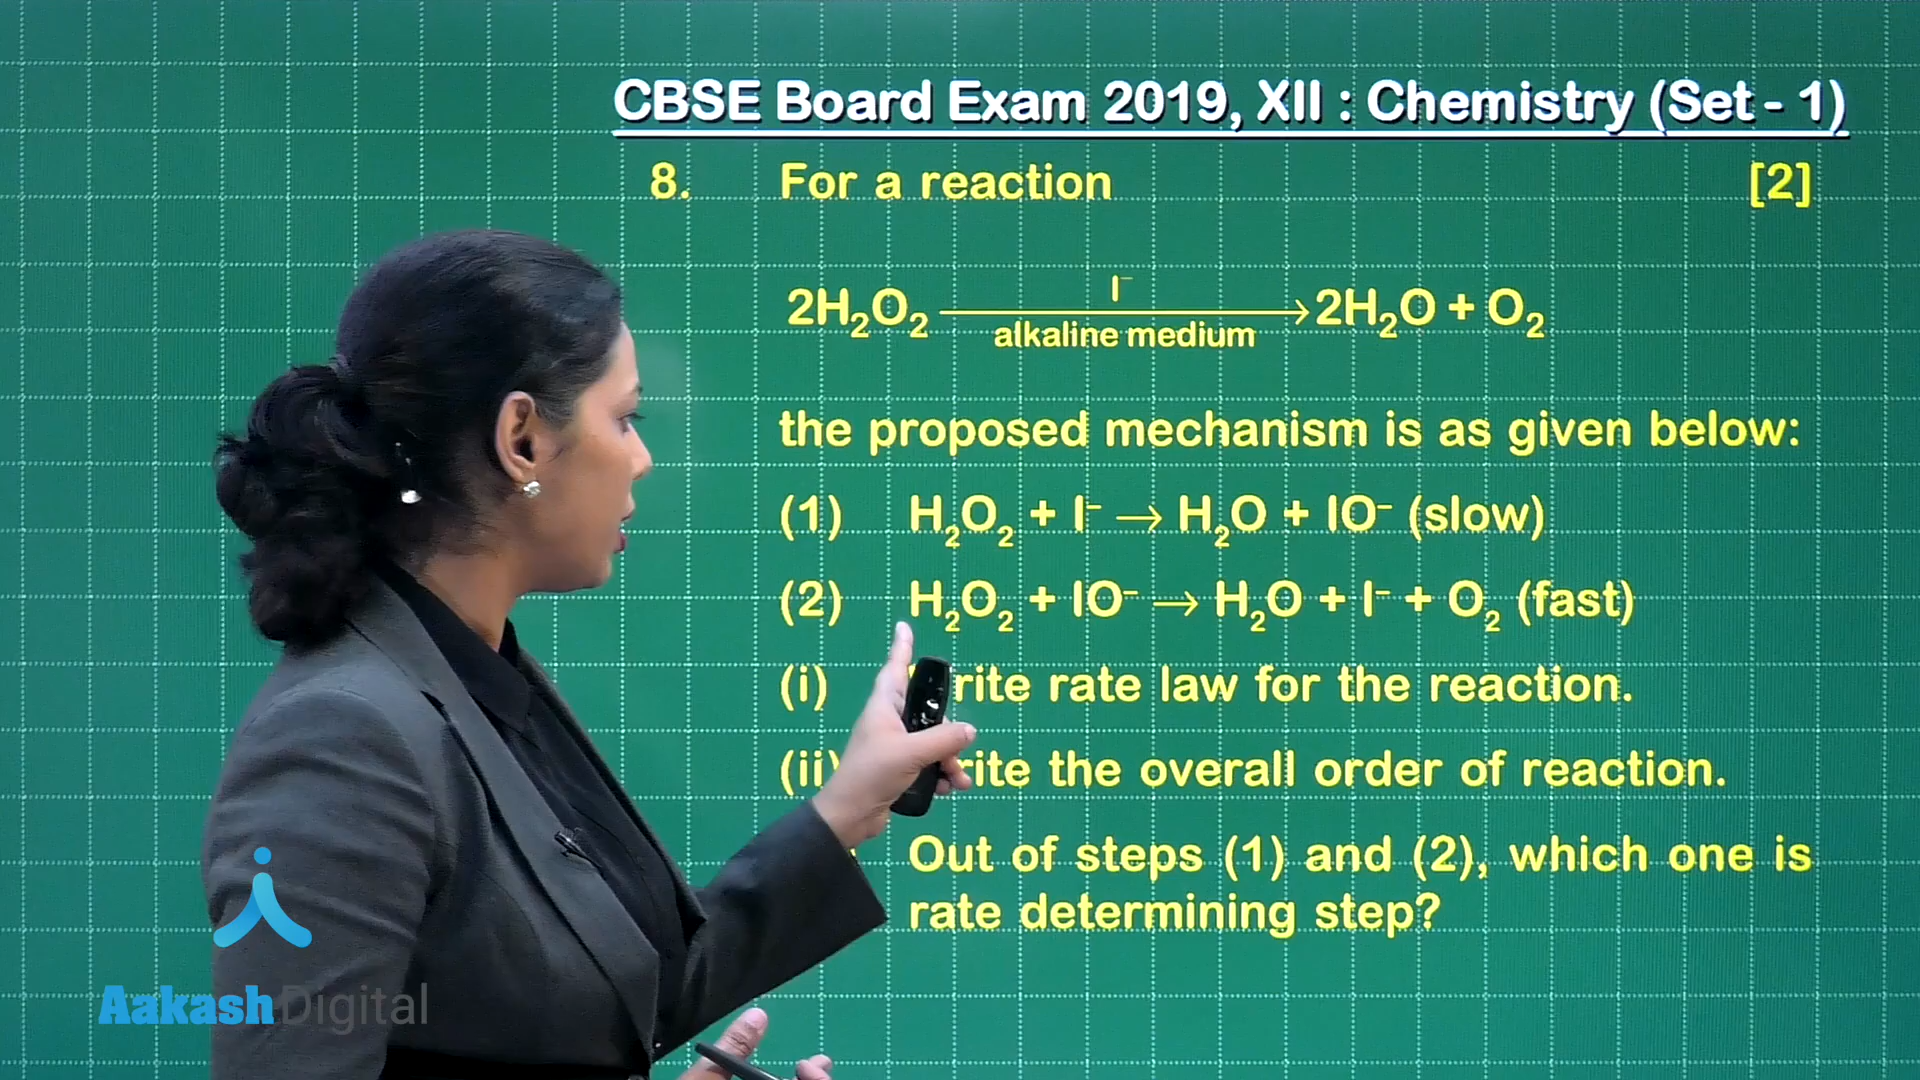 CBSE Board Exam 2019, XII : Chemistry (Set - 1)
8. For a reaction [2]
I⁻
2H₂O₂ ⟶ 2H₂O + O₂
alkaline medium
the proposed mechanism is as given below:
(1) H₂O₂ + I⁻ → H₂O + IO⁻ (slow)
(2) H₂O₂ + IO⁻ → H₂O + I⁻ + O₂ (fast)
(i) rite rate law for the reaction.
(ii) rite the overall order of reaction.
Out of steps (1) and (2), which one is
rate determining step?
Aakash Digital